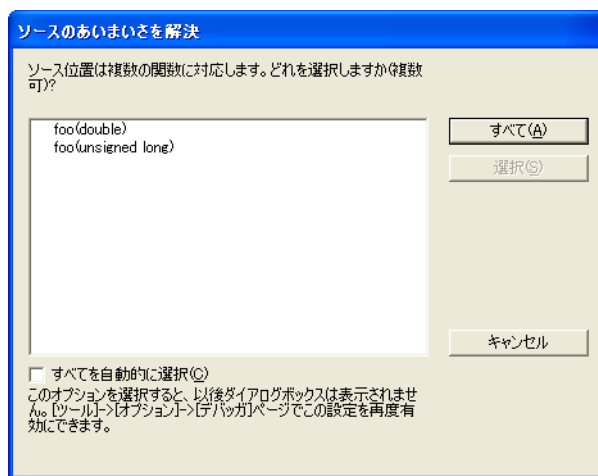 ソースのあいまいさを解決
ソース位置は複数の関数に対応します。どれを選択しますか(複数
可)?
foo(double)
foo(unsigned long)
すべて(A)
選択(S)
キャンセル
すべてを自動的に選択(C)
このオプションを選択すると、以後ダイアログボックスは表示されませ
ん。[ツール]->[オプション]->[デバッガ]ページでこの設定を再度有
効にできます。